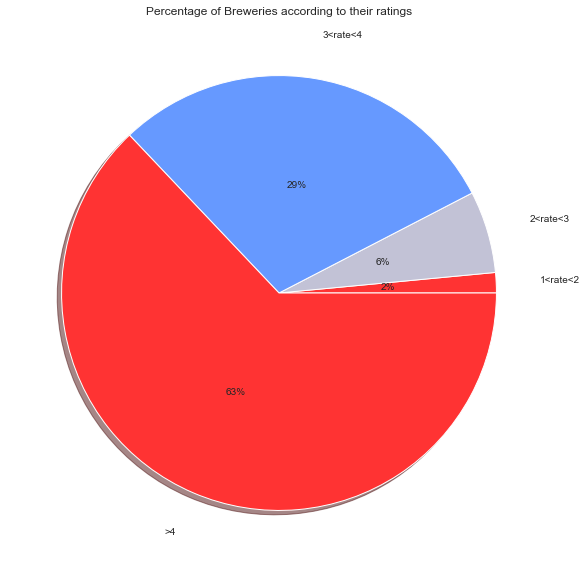 Percentage of Breweries according to their ratings
3<rate<4
29%
2<rate<3
6%
1<rate<2
2%
63%
>4